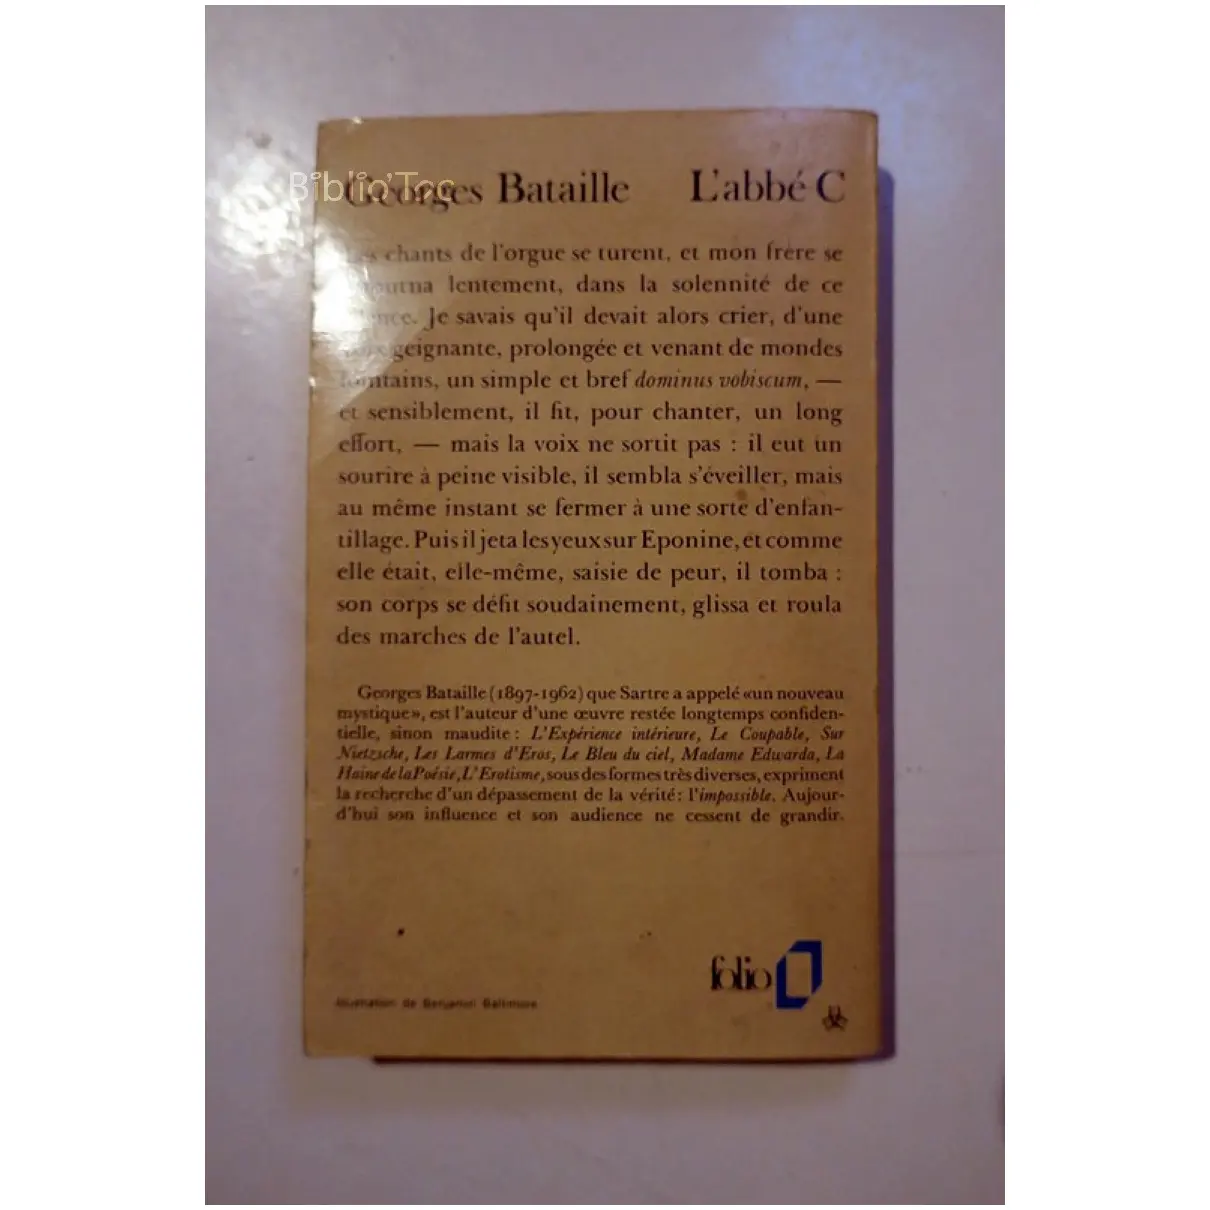 Biblio'Toc
Georges Bataille L'abbé C
chants de l'orgue se turent, et mon frère se
lentement, dans la solennité de ce
Je savais qu'il devait alors crier, d'une
geignante, prolongée et venant de mondes
lointains, un simple et bref dominus vobiscum, —
et sensiblement, il fit, pour chanter, un long
effort, — mais la voix ne sortit pas : il eut un
sourire à peine visible, il sembla s'éveiller, mais
au même instant se fermer à une sorte d'enfan-
tillage. Puis il jeta les yeux sur Eponine, et comme
elle était, elle-même, saisie de peur, il tomba :
son corps se défit soudainement, glissa et roula
des marches de l'autel.
Georges Bataille (1897-1962) que Sartre a appelé «un nouveau
mystique», est l'auteur d'une œuvre restée longtemps confiden-
tielle, sinon maudite : L'Expérience intérieure, Le Coupable, Sur
Nietzsche, Les Larmes d'Eros, Le Bleu du ciel, Madame Edwarda, La
Haine de la Poésie, L'Erotisme, sous des formes très diverses, expriment
la recherche d'un dépassement de la vérité : l'impossible. Aujour-
d'hui son influence et son audience ne cessent de grandir.
folio
Illustration de Benjamin Baltimore